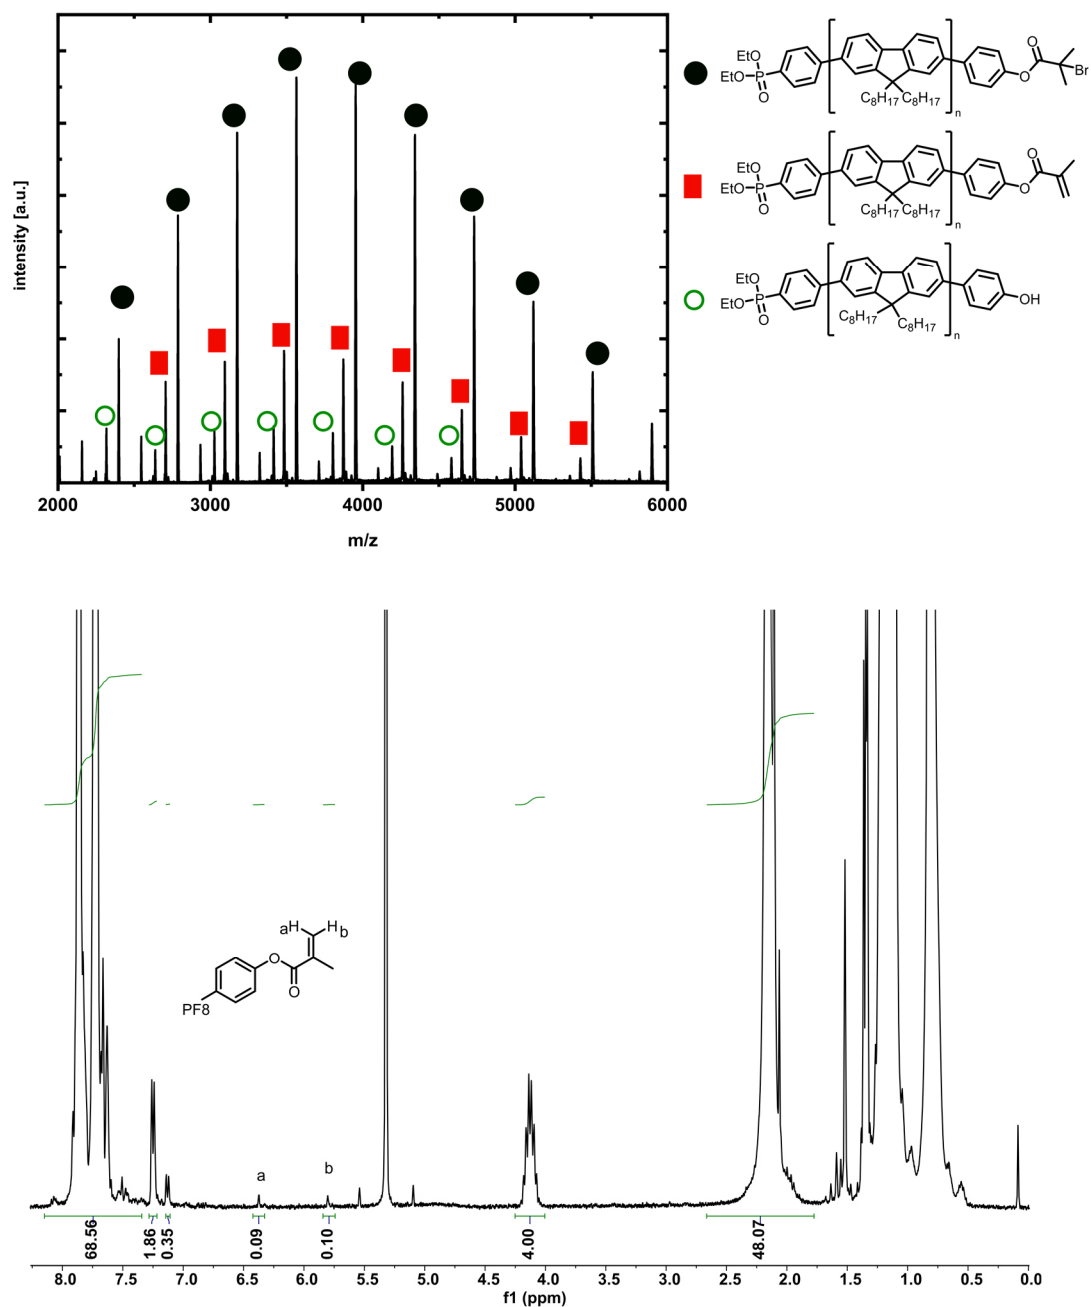 intensity [a.u.]
2000
3000
4000
5000
6000
m/z
EtO
EtO
P
O
C8H17
C8H17
n
O
O
Br
EtO
EtO
P
O
C8H17
C8H17
n
O
O
EtO
EtO
P
O
C8H17
C8H17
n
OH
aH
Hb
O
O
PF8
a
b
68.56
1.86
0.35
0.09
0.10
4.00
48.07
8.0
7.5
7.0
6.5
6.0
5.5
5.0
4.5
4.0
3.5
3.0
2.5
2.0
1.5
1.0
0.5
0.0
f1 (ppm)